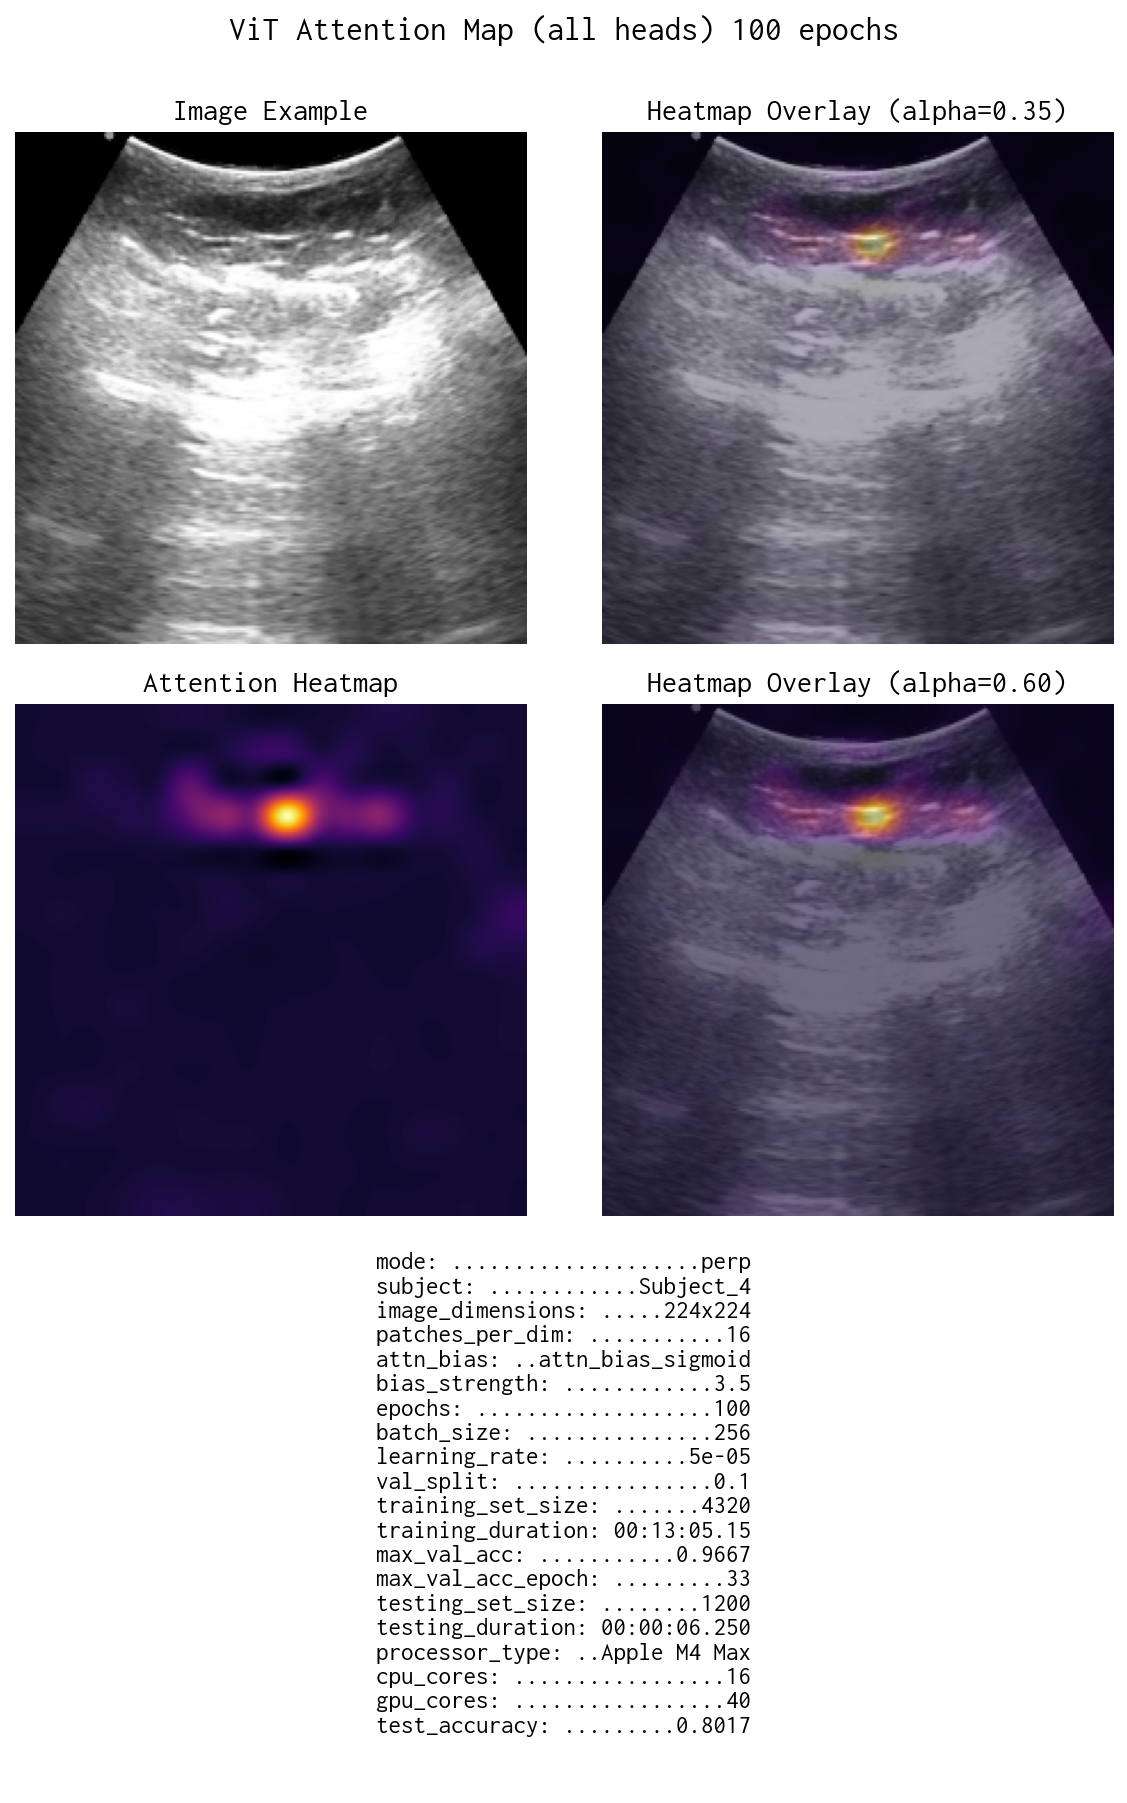 ViT Attention Map (all heads) 100 epochs
Image Example
Heatmap Overlay (alpha=0.35)
Attention Heatmap
Heatmap Overlay (alpha=0.60)
mode: ....................perp
subject: ............Subject_4
image_dimensions: .....224x224
patches_per_dim: ...........16
attn_bias: ..attn_bias_sigmoid
bias_strength: ............3.5
epochs: ...................100
batch_size: ...............256
learning_rate: ..........5e-05
val_split: ................0.1
training_set_size: .......4320
training_duration: 00:13:05.15
max_val_acc: ...........0.9667
max_val_acc_epoch: .........33
testing_set_size: ........1200
testing_duration: 00:00:06.250
processor_type: ..Apple M4 Max
cpu_cores: .................16
gpu_cores: .................40
test_accuracy: .........0.8017